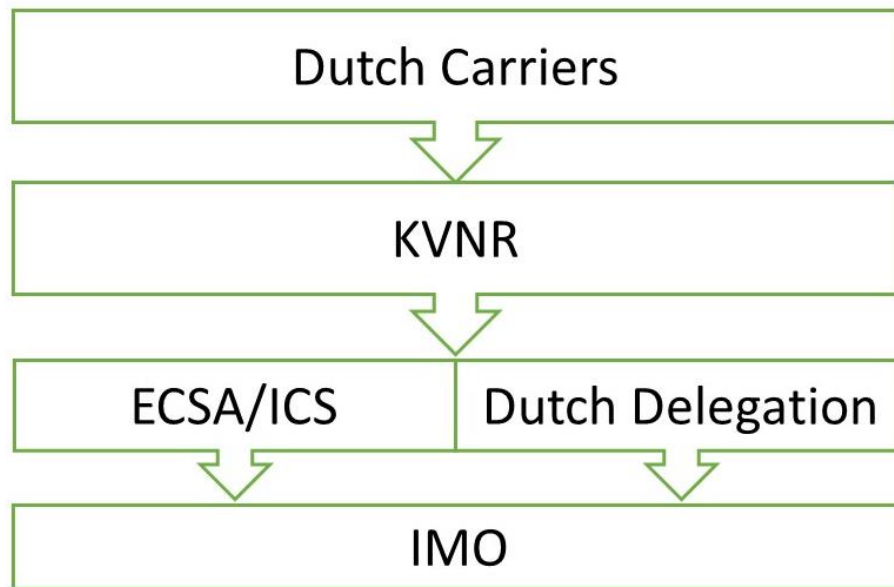 Dutch Carriers
KVNR
ECSA/ICS
Dutch Delegation
IMO